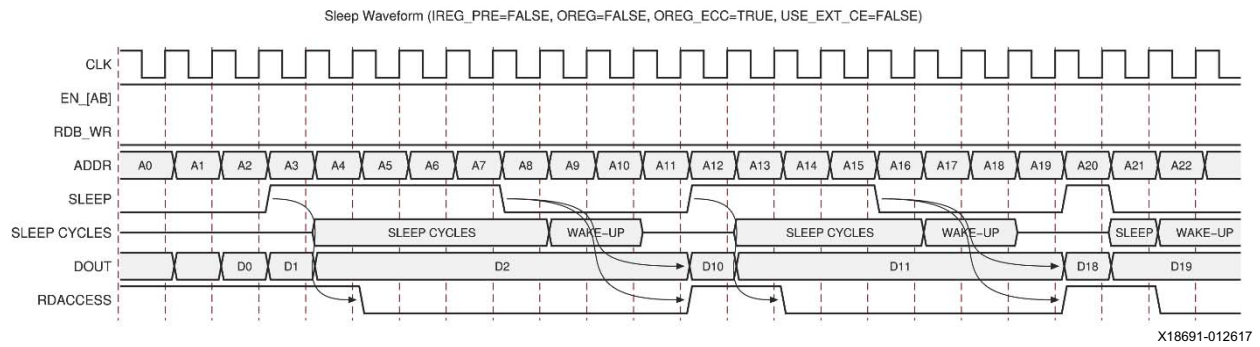 Sleep Waveform (IREG_PRE=FALSE, OREG=FALSE, OREG_ECC=TRUE, USE_EXT_CE=FALSE)
CLK
EN_[AB]
RDB_WR
ADDR A0 A1 A2 A3 A4 A5 A6 A7 A8 A9 A10 A11 A12 A13 A14 A15 A16 A17 A18 A19 A20 A21 A22
SLEEP
SLEEP CYCLES SLEEP CYCLES WAKE-UP SLEEP CYCLES WAKE-UP SLEEP WAKE-UP
DOUT D0 D1 D2 D10 D11 D18 D19
RDACCESS
X18691-012617